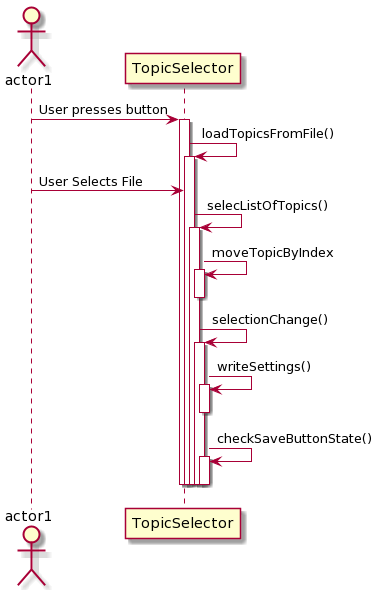 actor1
TopicSelector
User presses button
loadTopicsFromFile()
User Selects File
selecListOfTopics()
moveTopicByIndex
selectionChange()
writeSettings()
checkSaveButtonState()
actor1
TopicSelector